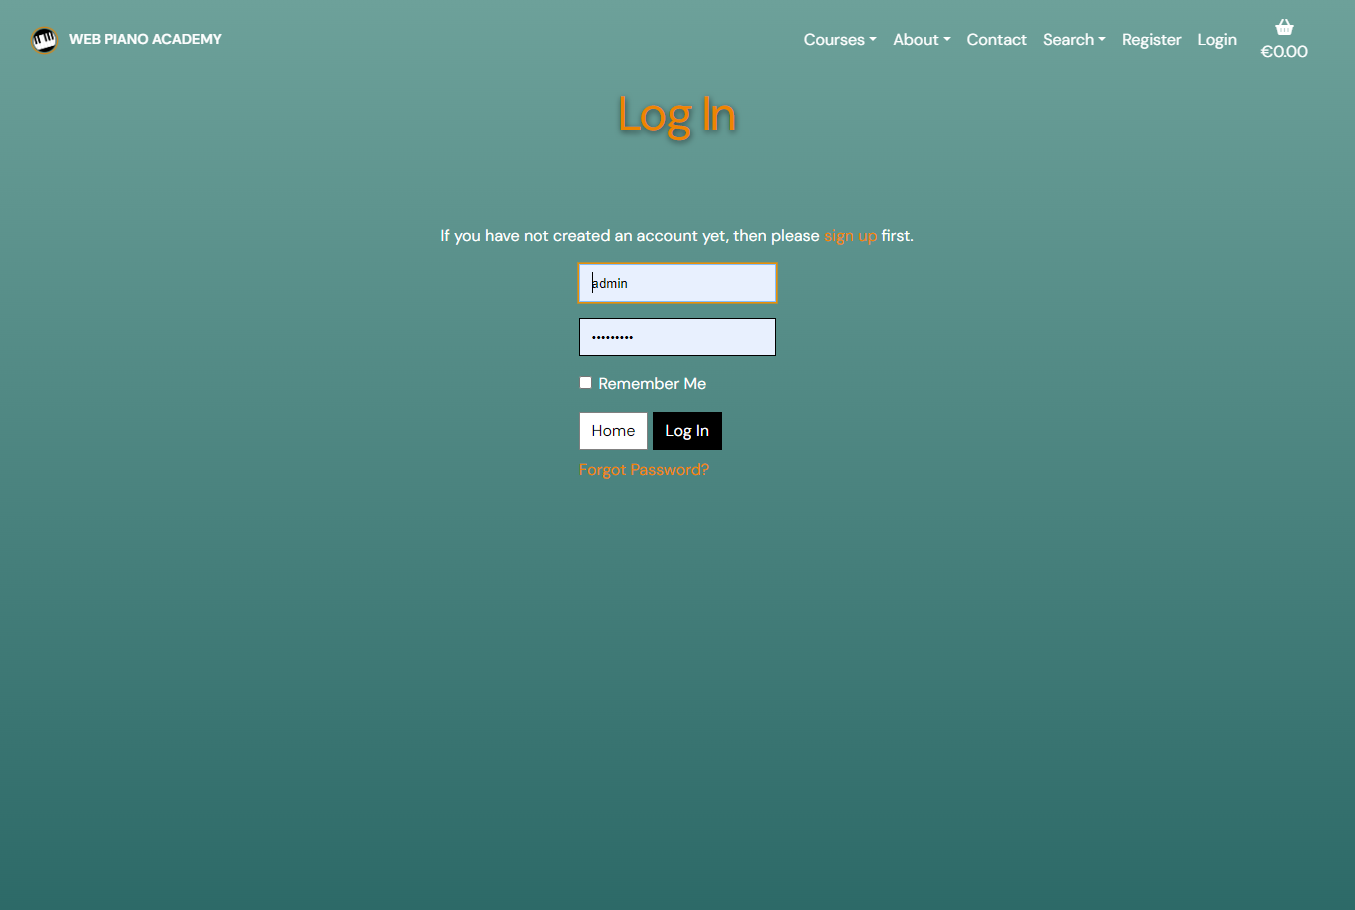 WEB PIANO ACADEMY
Courses About Contact Search Register Login
€0.00
Log In
If you have not created an account yet, then please sign up first.
admin
•••••••••
Remember Me
Home Log In
Forgot Password?